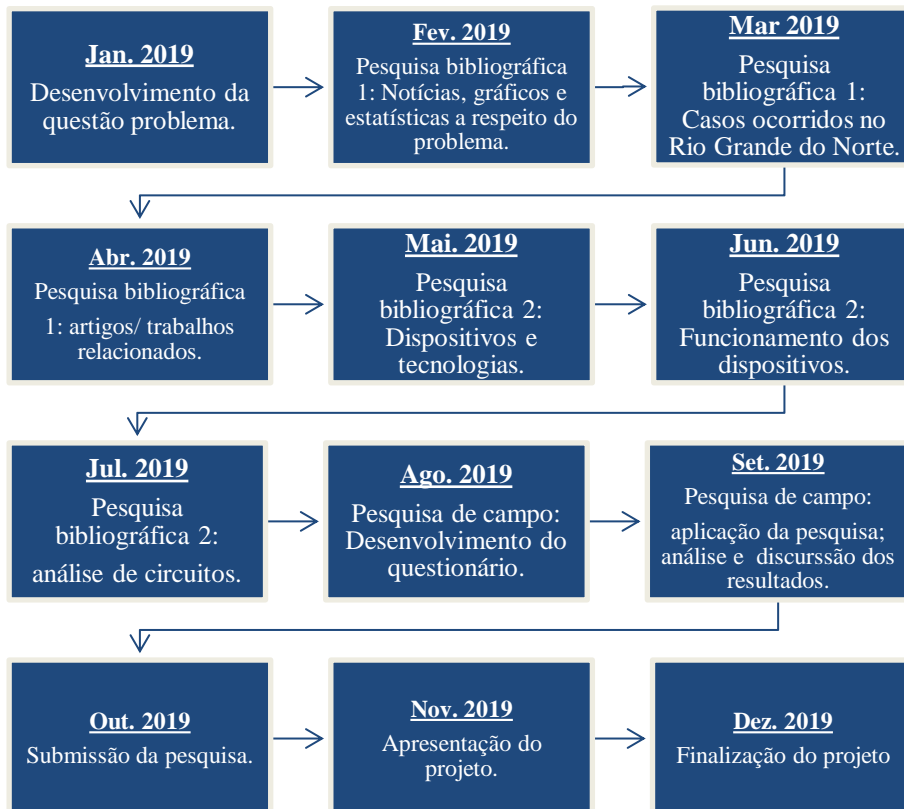 Jan. 2019
Desenvolvimento da
questão problema.
Fev. 2019
Pesquisa bibliográfica
1: Notícias, gráficos e
estatísticas a respeito do
problema.
Mar 2019
Pesquisa
bibliográfica 1:
Casos ocorridos no
Rio Grande do Norte.
Abr. 2019
Pesquisa bibliográfica
1: artigos/ trabalhos
relacionados.
Mai. 2019
Pesquisa
bibliográfica 2:
Dispositivos e
tecnologias.
Jun. 2019
Pesquisa
bibliográfica 2:
Funcionamento dos
dispositivos.
Jul. 2019
Pesquisa
bibliográfica 2:
análise de circuitos.
Ago. 2019
Pesquisa de campo:
Desenvolvimento do
questionário.
Set. 2019
Pesquisa de campo:
aplicação da pesquisa;
análise e discurssão dos
resultados.
Out. 2019
Submissão da pesquisa.
Nov. 2019
Apresentação do
projeto.
Dez. 2019
Finalização do projeto